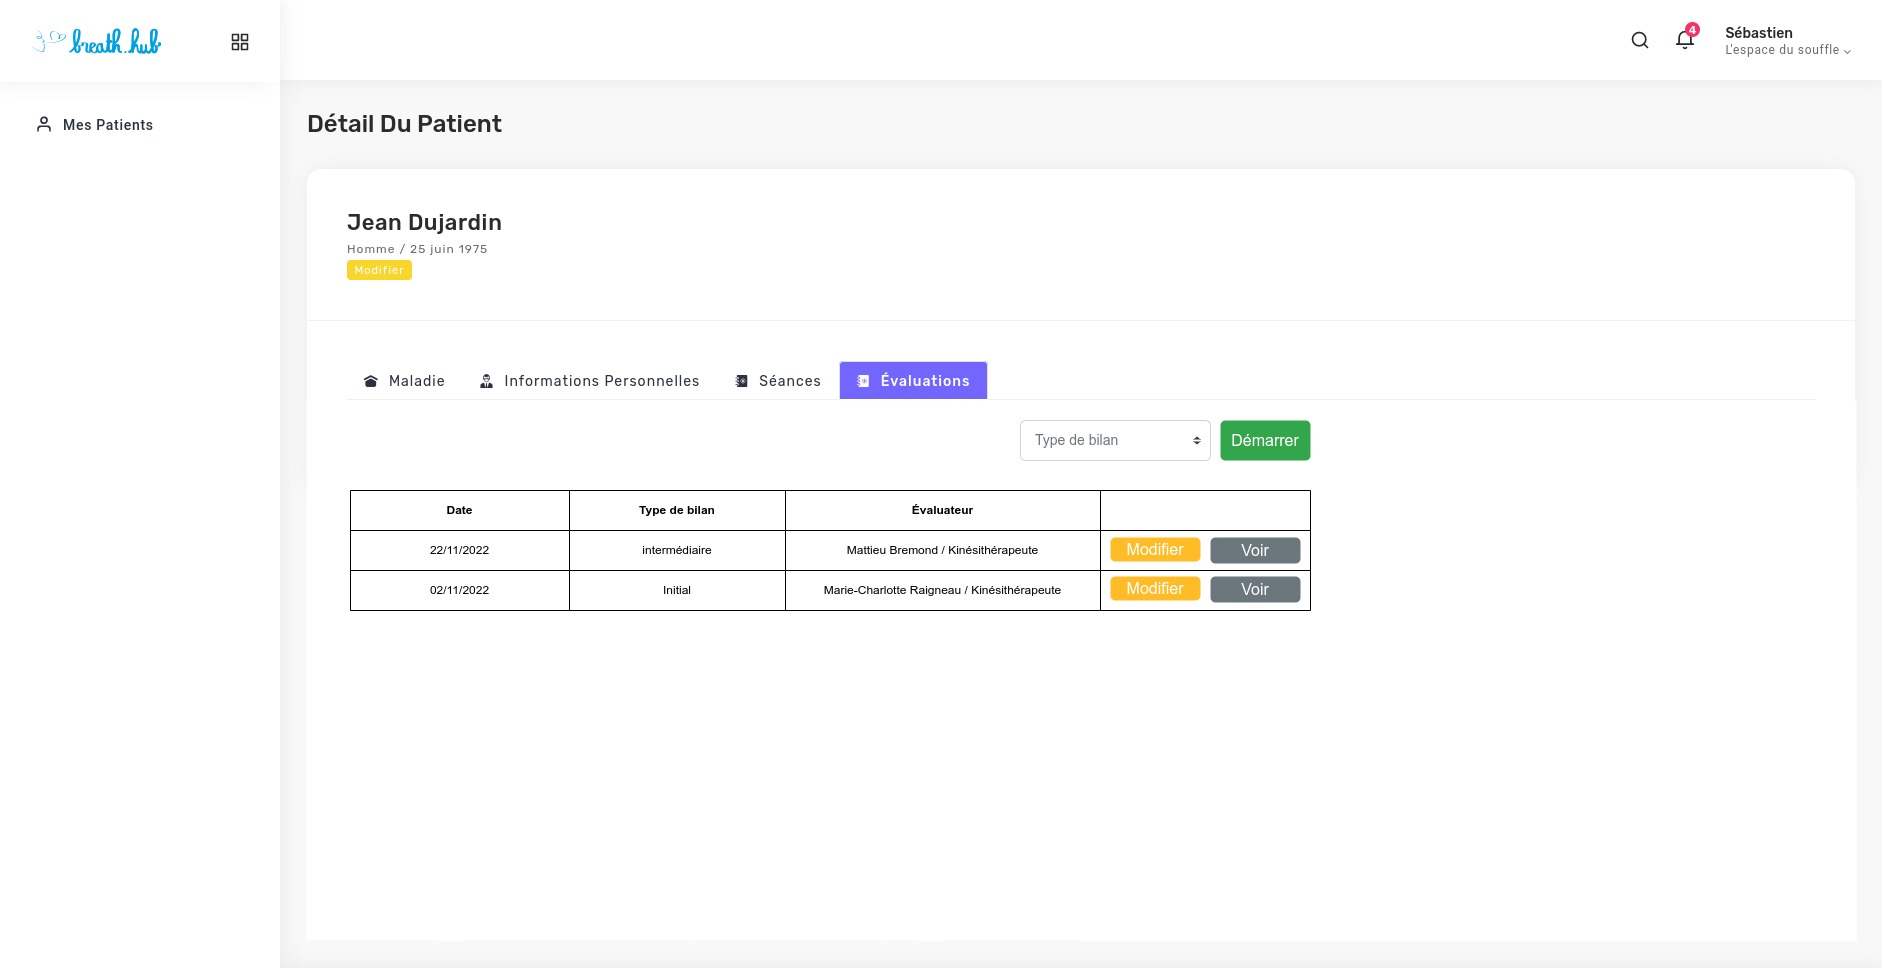 breath.hub
4
Sébastien
L'espace du souffle
Mes Patients
Détail Du Patient
Jean Dujardin
Homme / 25 juin 1975
Modifier
Maladie Informations Personnelles Séances Évaluations
Type de bilan Démarrer
Date Type de bilan Évaluateur
22/11/2022 intermédiaire Mattieu Bremond / Kinésithérapeute Modifier Voir
02/11/2022 Initial Marie-Charlotte Raigneau / Kinésithérapeute Modifier Voir